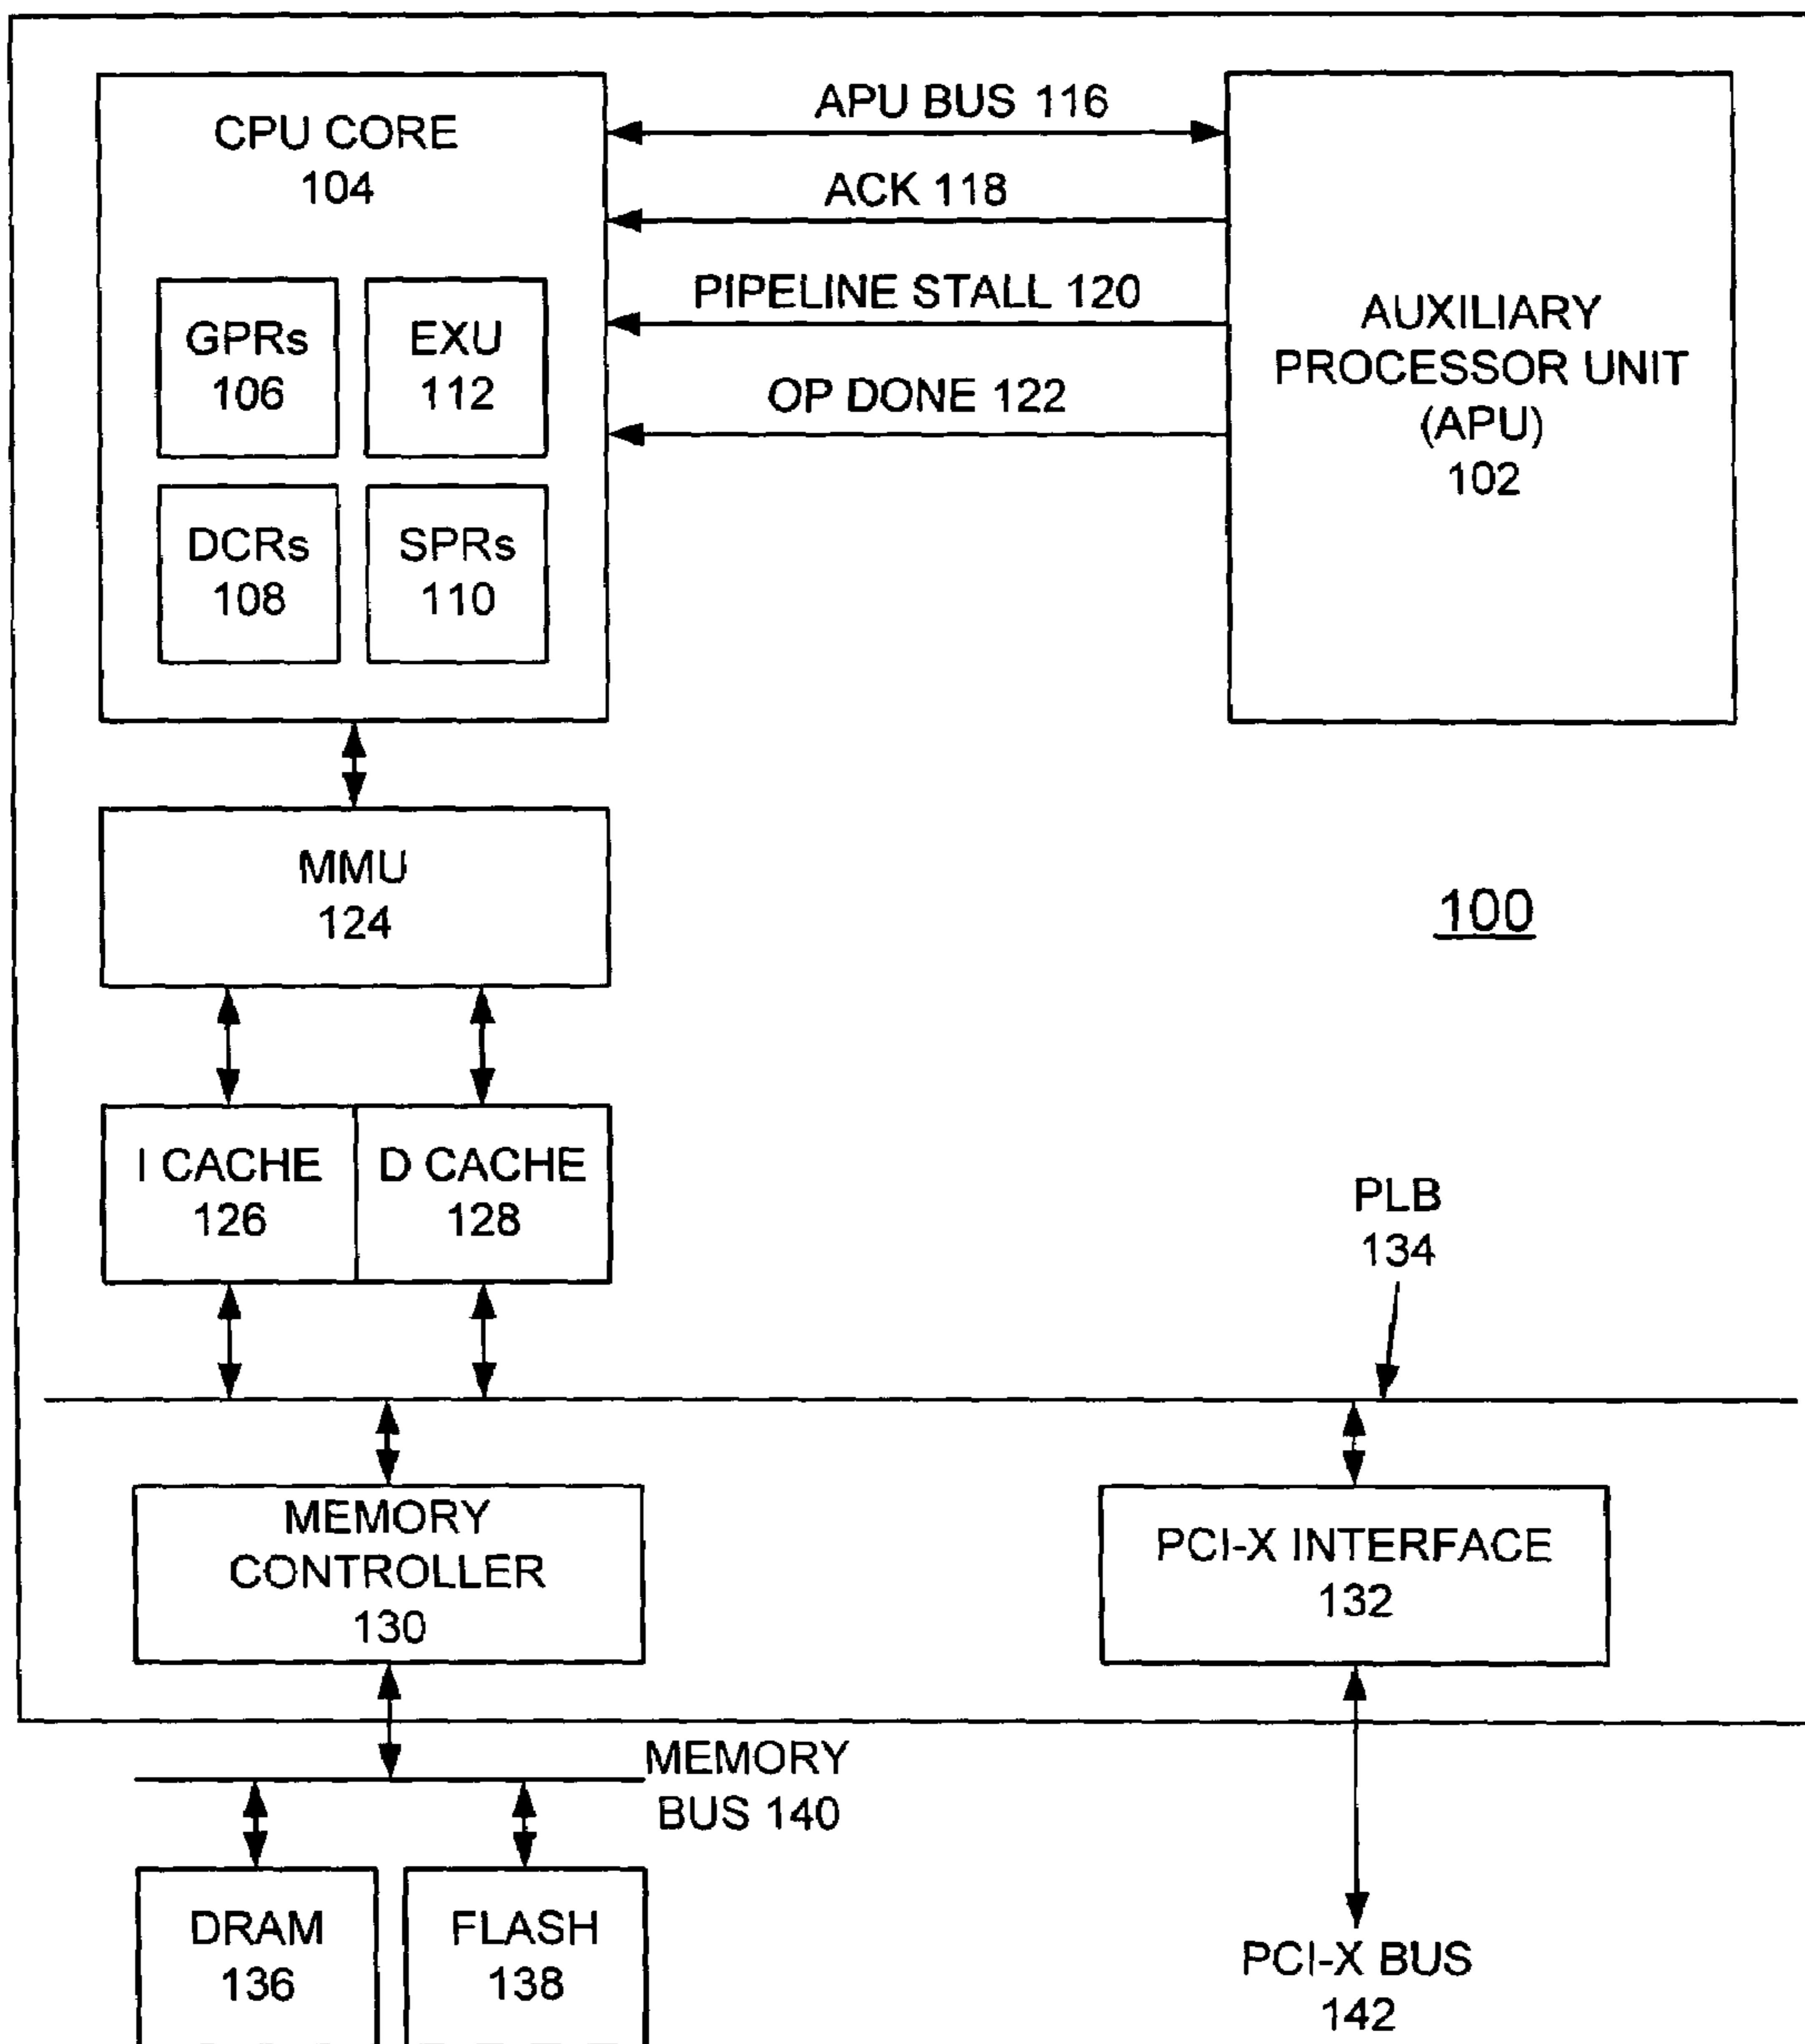 CPU CORE
104
GPRs
106
EXU
112
DCRs
108
SPRs
110
APU BUS 116
ACK 118
PIPELINE STALL 120
OP DONE 122
AUXILIARY
PROCESSOR UNIT
(APU)
102
MMU
124
100
I CACHE
126
D CACHE
128
PLB
134
MEMORY
CONTROLLER
130
PCI-X INTERFACE
132
MEMORY
BUS 140
DRAM
136
FLASH
138
PCI-X BUS
142